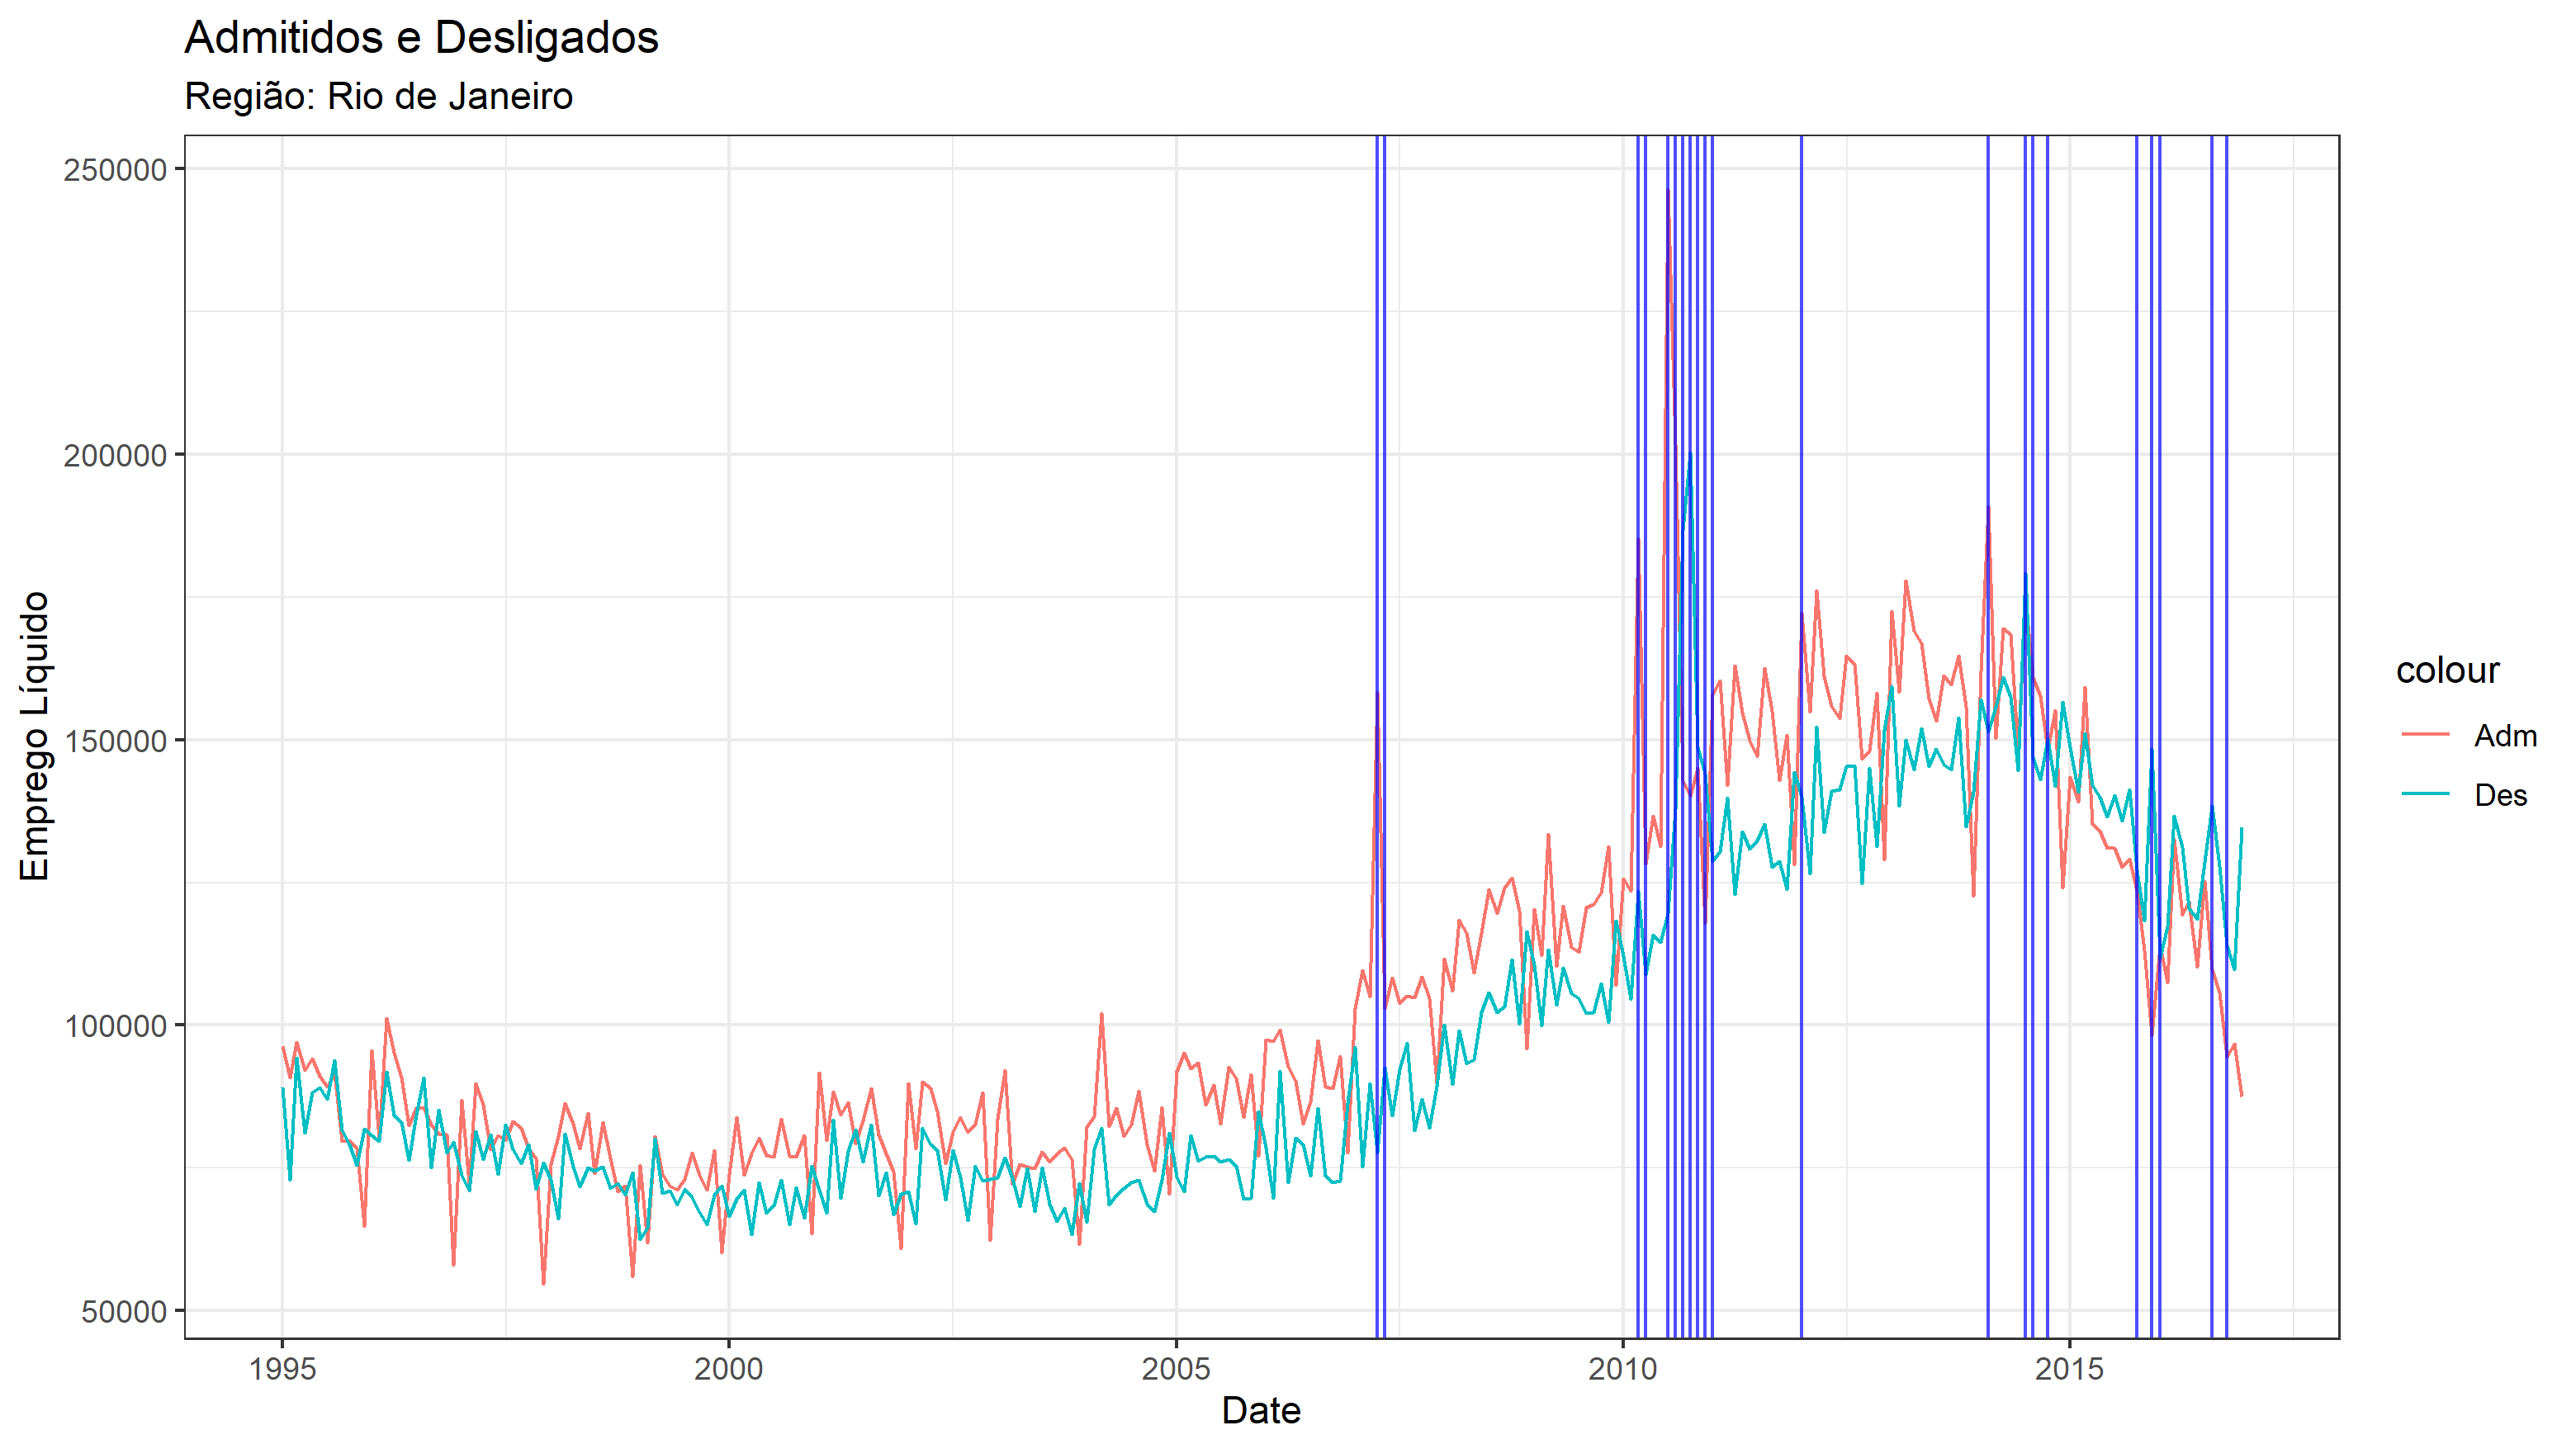 Admitidos e Desligados
Região: Rio de Janeiro
250000
200000
150000
100000
50000
Emprego Líquido
1995
2000
2005
2010
2015
Date
colour
Adm
Des